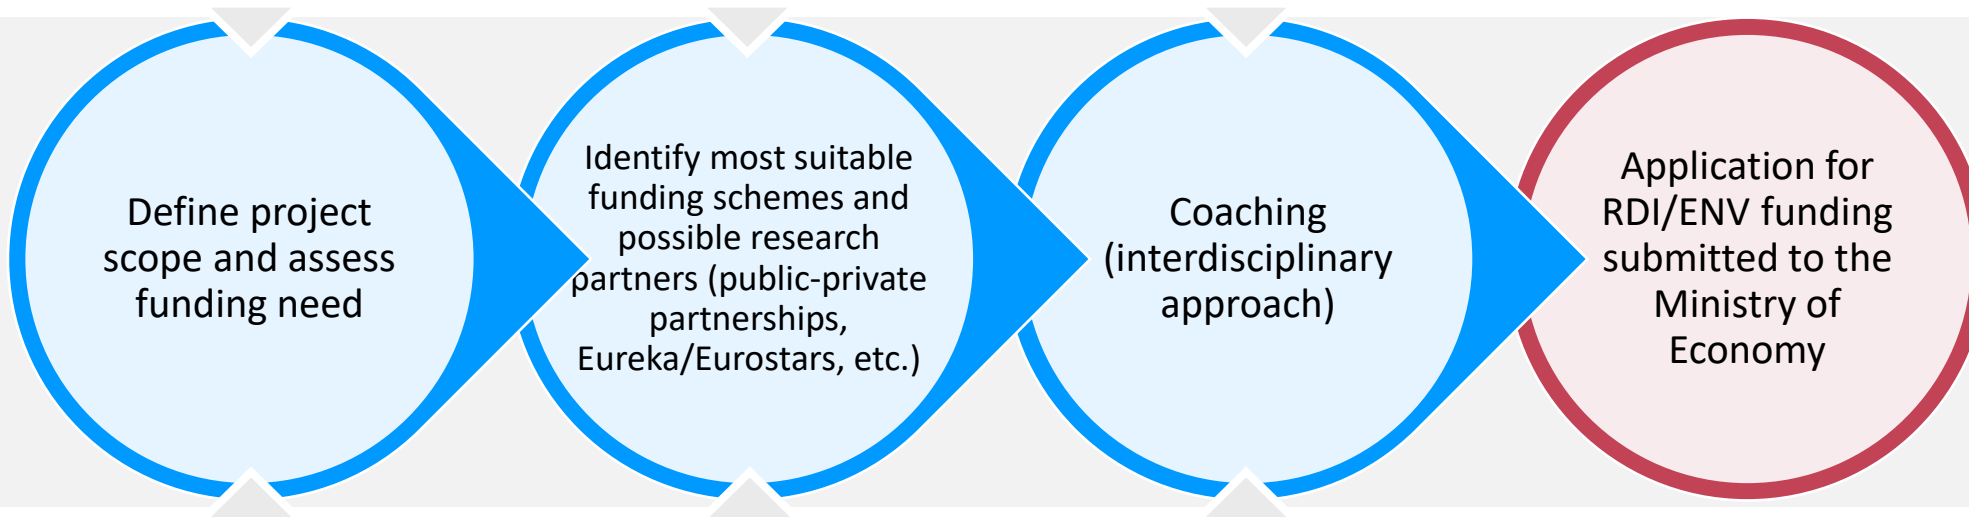 Define project
scope and assess
funding need
Identify most suitable
funding schemes and
possible research
partners (public-private
partnerships,
Eureka/Eurostars, etc.)
Coaching
(interdisciplinary
approach)
Application for
RDI/ENV funding
submitted to the
Ministry of
Economy